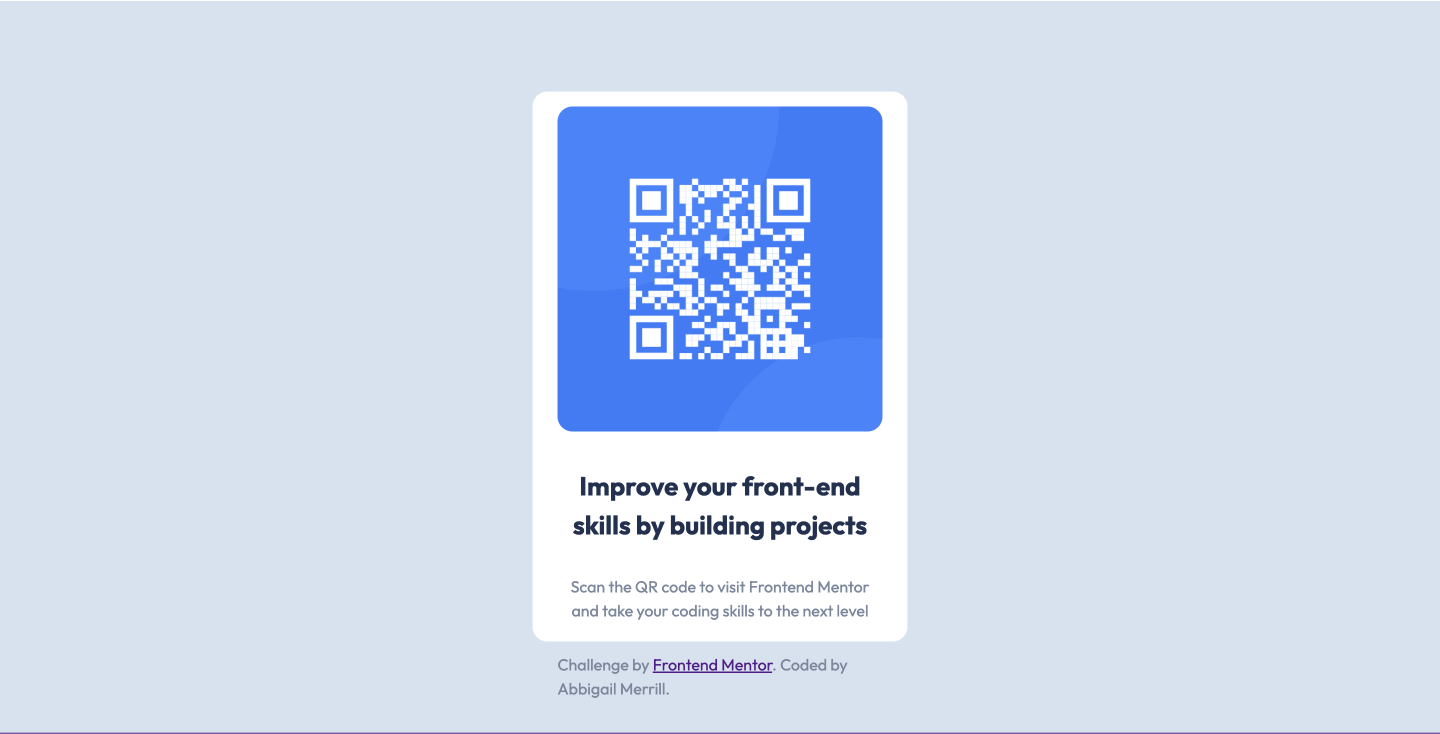 Improve your front-end
skills by building projects
Scan the QR code to visit Frontend Mentor
and take your coding skills to the next level
Challenge by Frontend Mentor. Coded by
Abbigail Merrill.